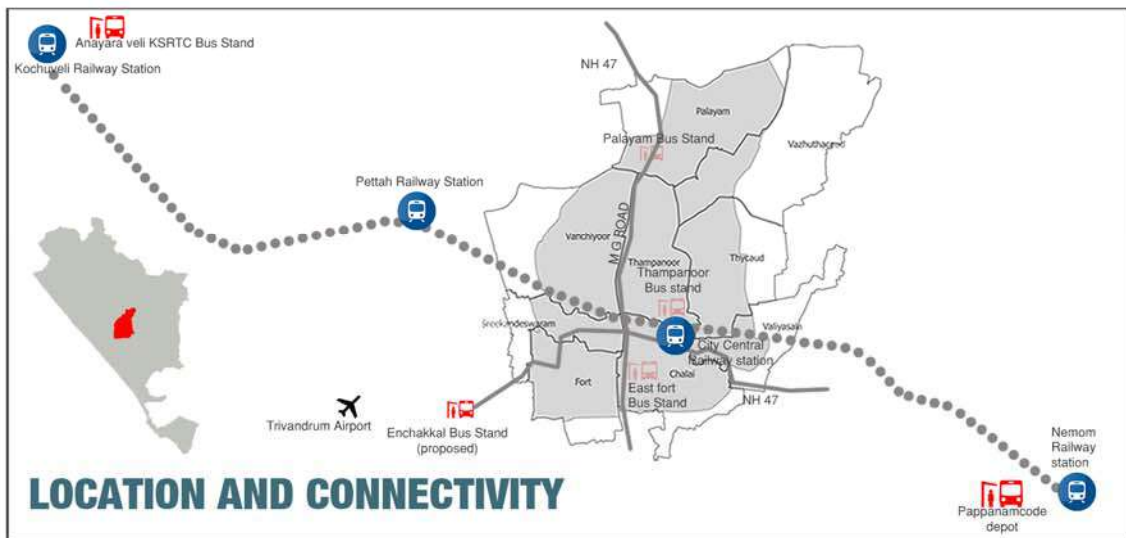 Anayara veli KSRTC Bus Stand
Kochuveli Railway Station
NH 47
Palayam
Palayam Bus Stand
Pettah Railway Station
Vanchiyoor
M G ROAD
Thampanoor
Thycaud
Thampanoor
Bus stand
Valiyasala
City Central
Railway station
Chalai
Fort
East fort
Bus Stand
NH 47
Trivandrum Airport
Enchakkal Bus Stand
(proposed)
Nemom
Railway
station
Pappanamcode
depot
LOCATION AND CONNECTIVITY